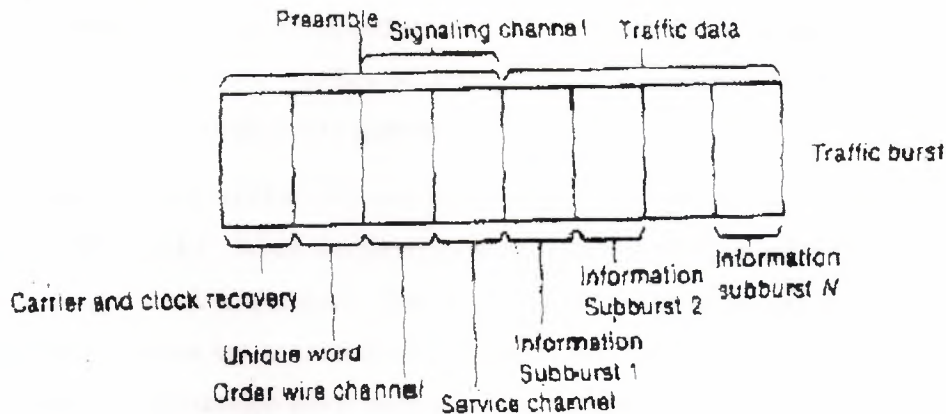 Preamble
Signaling channel
Traffic data
Traffic burst
Carrier and clock recovery
Unique word
Order wire channel
Service channel
Information
Subburst 1
Information
Subburst 2
Information
subburst N